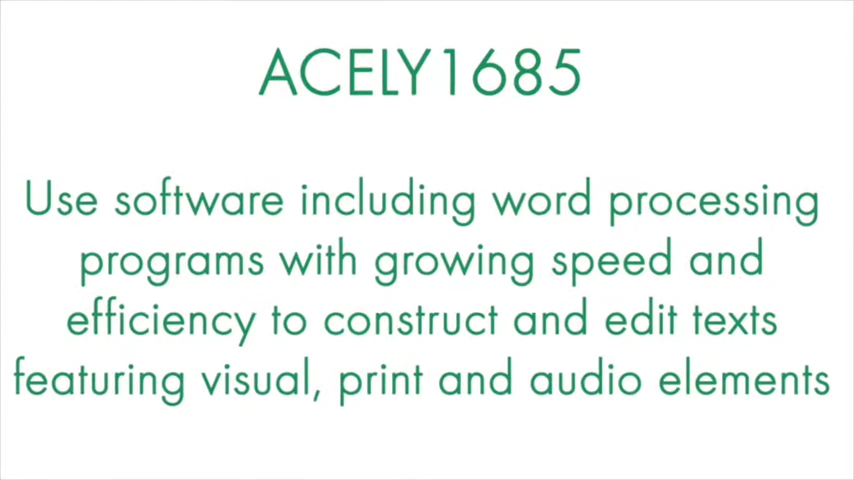 ACELY1685
Use software including word processing
programs with growing speed and
efficiency to construct and edit texts
featuring visual, print and audio elements